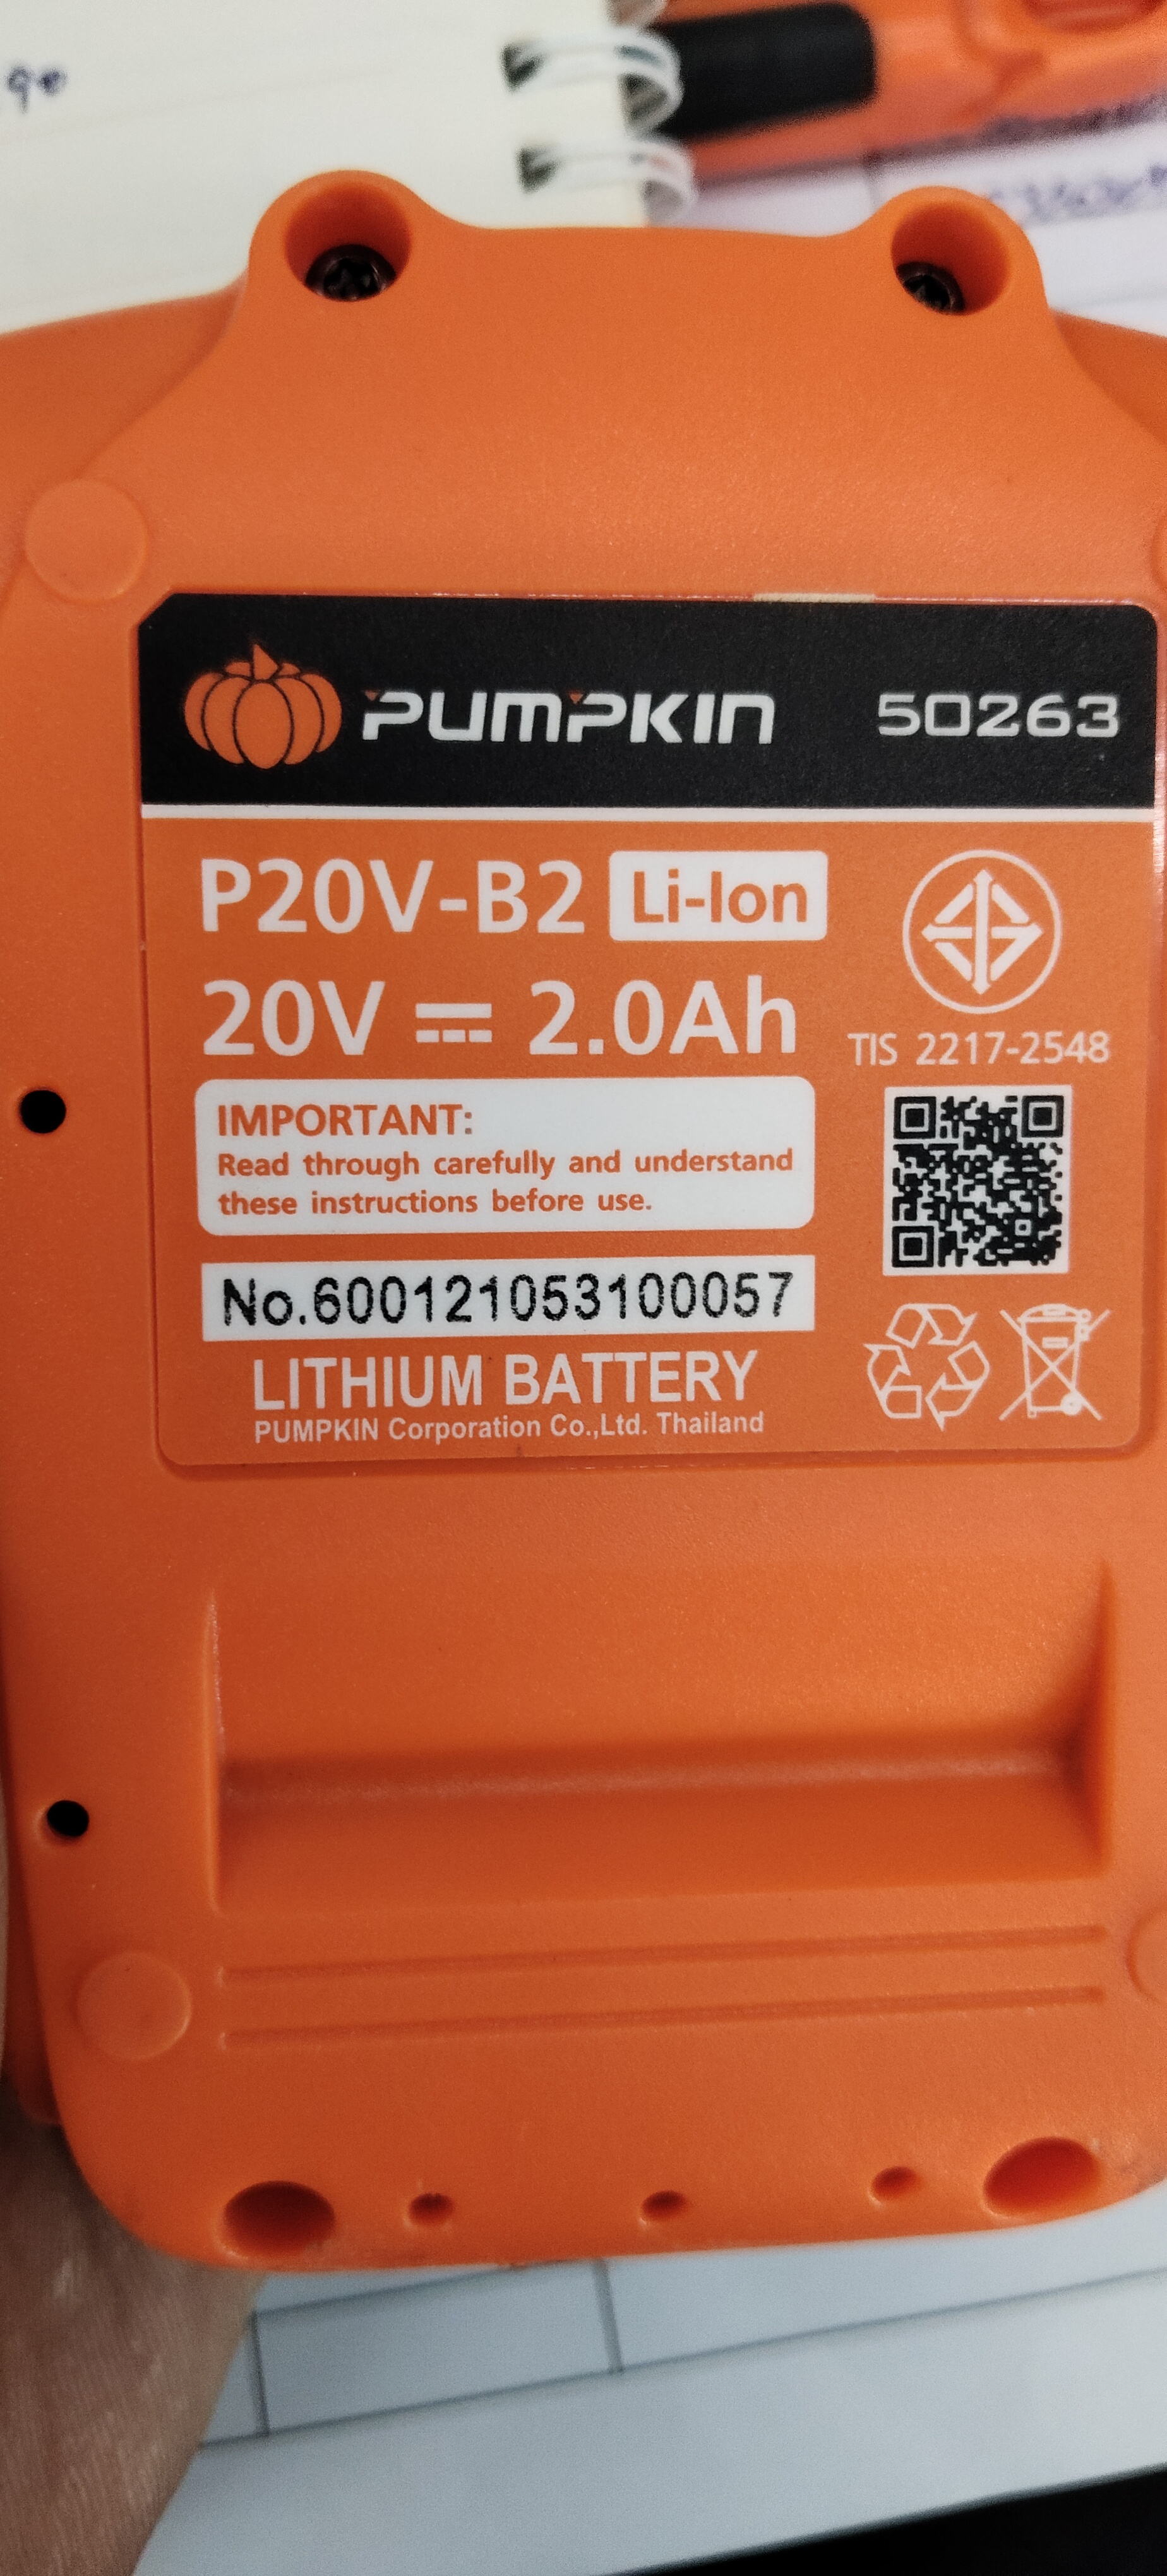 PUMPKIN 50263
P20V-B2 Li-Ion
20V 2.0Ah
TIS 2217-2548
IMPORTANT:
Read through carefully and understand
these instructions before use.
No.600121053100057
LITHIUM BATTERY
PUMPKIN Corporation Co.,Ltd. Thailand